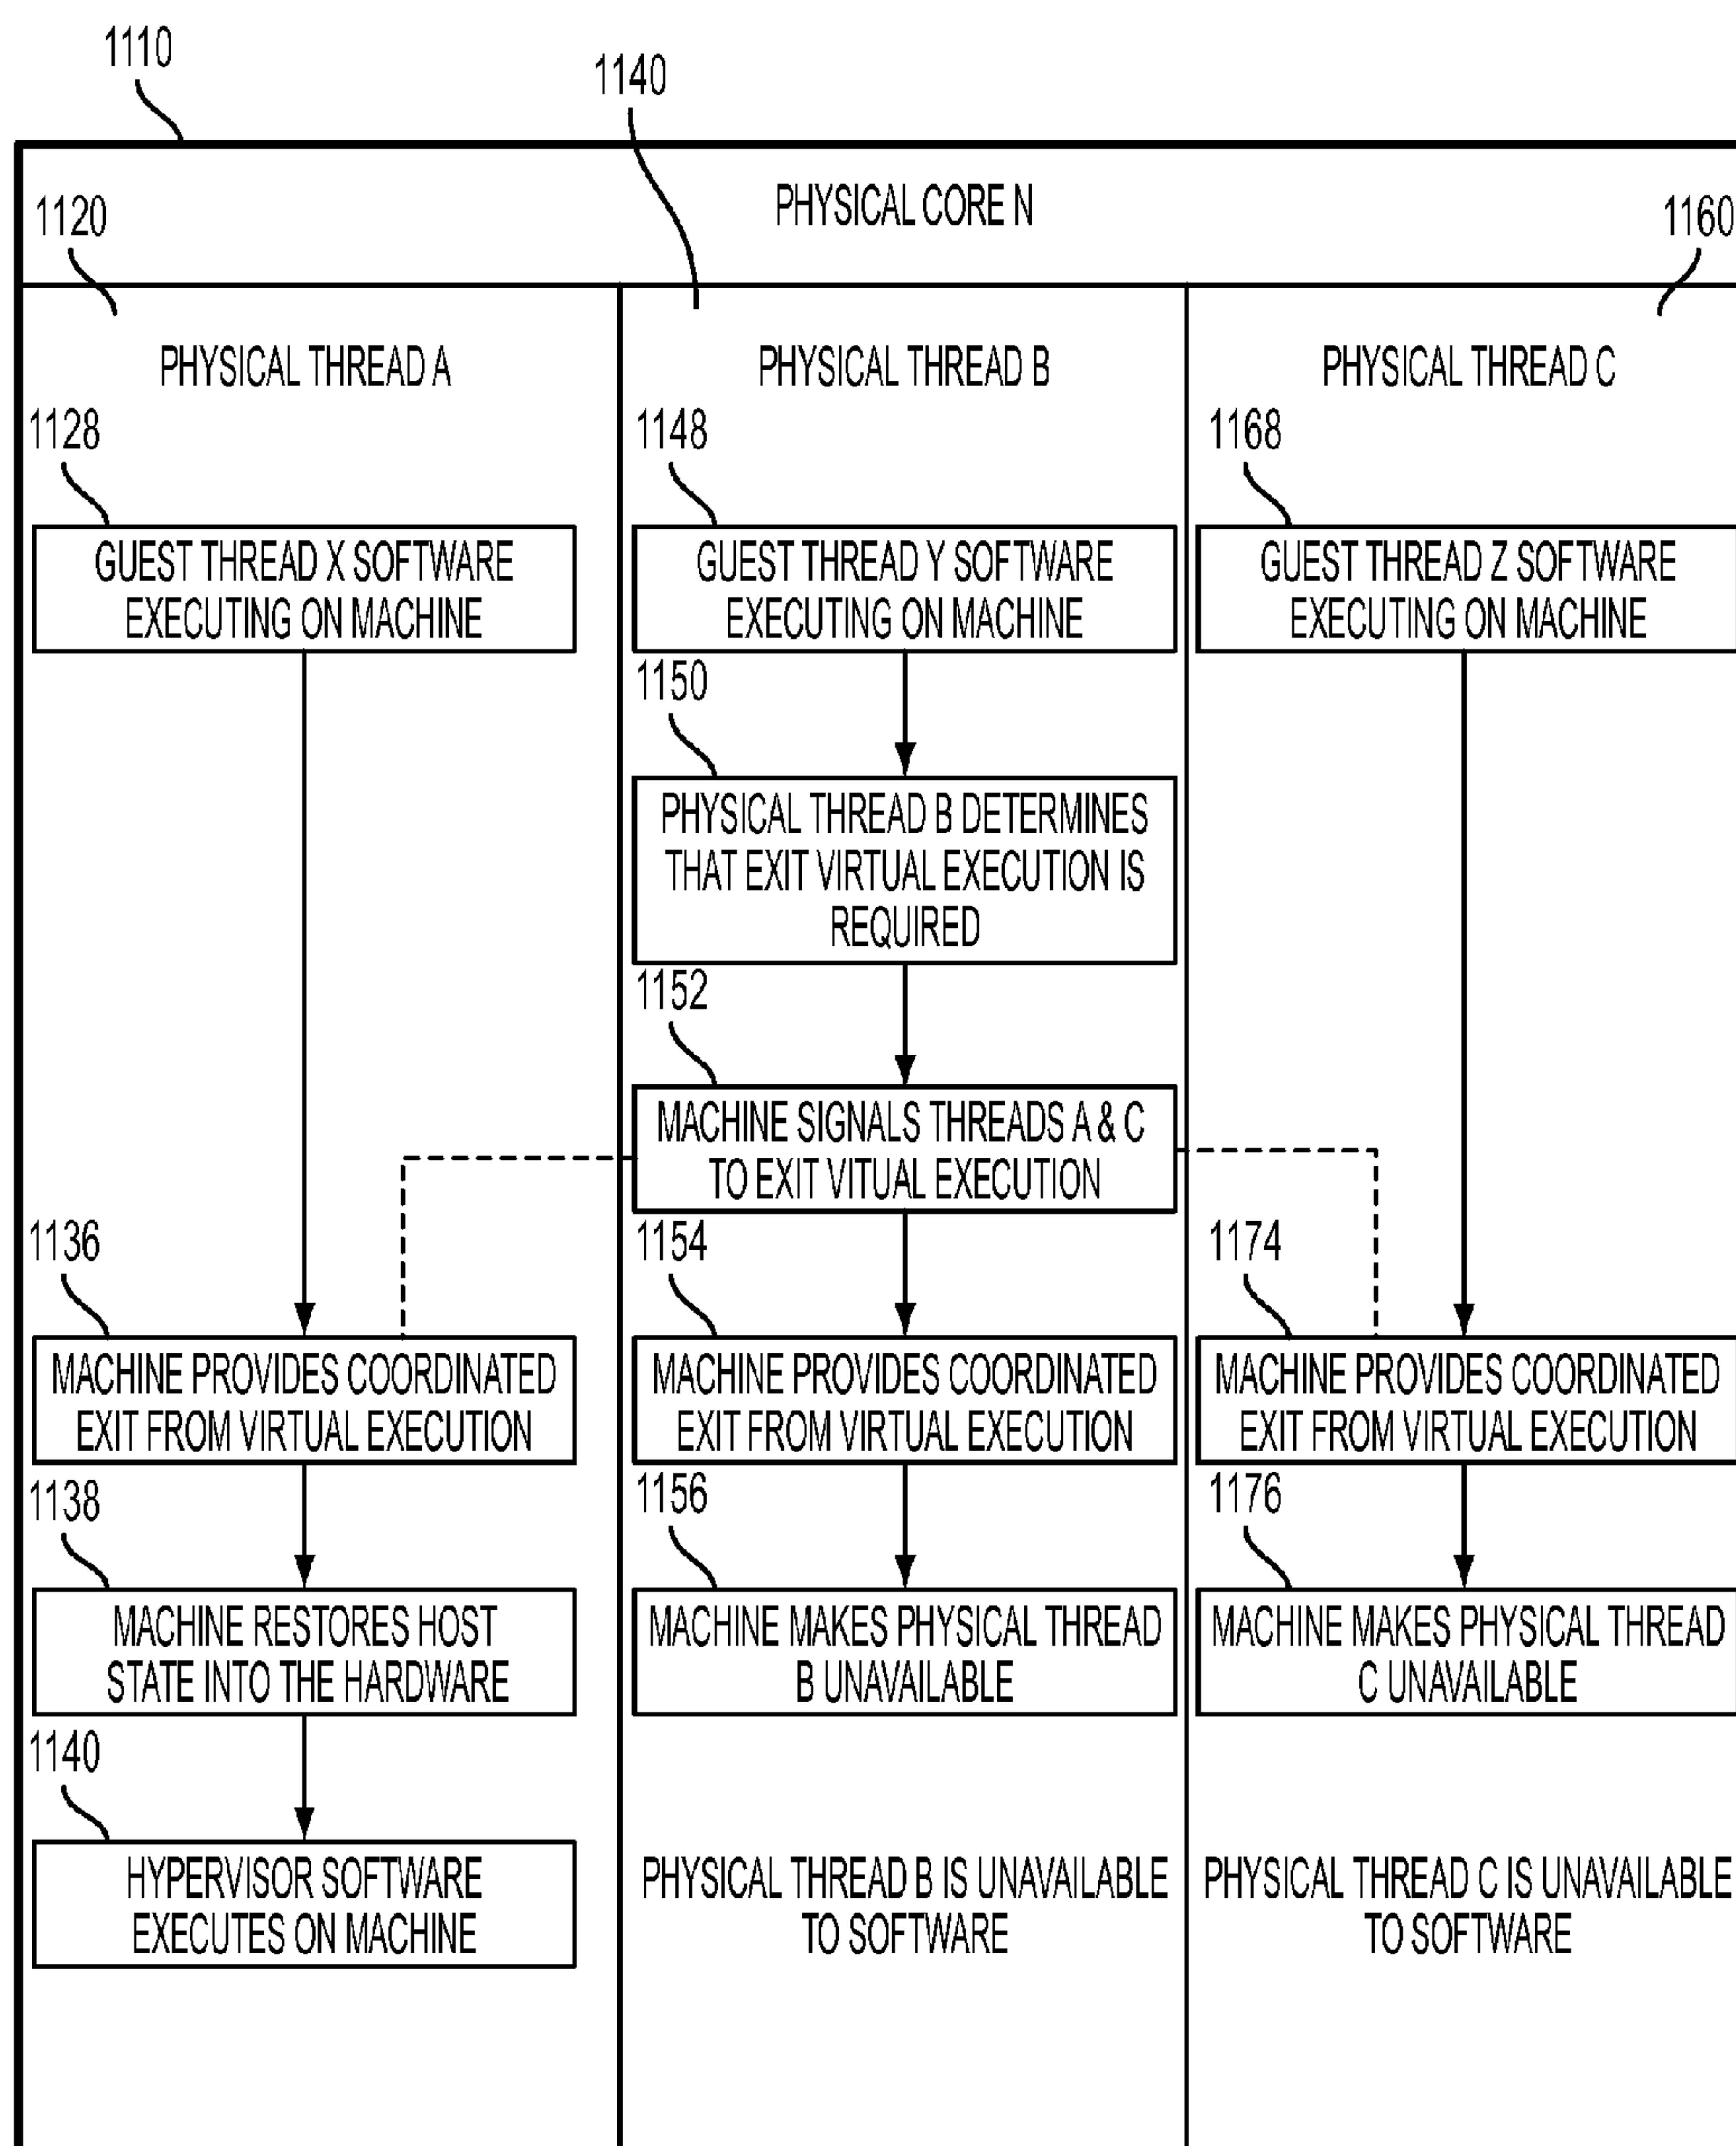 1110
1140
PHYSICAL CORE N
1120
1160
PHYSICAL THREAD A
PHYSICAL THREAD B
PHYSICAL THREAD C
1128
1148
1168
GUEST THREAD X SOFTWARE
EXECUTING ON MACHINE
GUEST THREAD Y SOFTWARE
EXECUTING ON MACHINE
GUEST THREAD Z SOFTWARE
EXECUTING ON MACHINE
1150
PHYSICAL THREAD B DETERMINES
THAT EXIT VIRTUAL EXECUTION IS
REQUIRED
1152
MACHINE SIGNALS THREADS A & C
TO EXIT VITUAL EXECUTION
1136
1154
1174
MACHINE PROVIDES COORDINATED
EXIT FROM VIRTUAL EXECUTION
MACHINE PROVIDES COORDINATED
EXIT FROM VIRTUAL EXECUTION
MACHINE PROVIDES COORDINATED
EXIT FROM VIRTUAL EXECUTION
1138
1156
1176
MACHINE RESTORES HOST
STATE INTO THE HARDWARE
MACHINE MAKES PHYSICAL THREAD
B UNAVAILABLE
MACHINE MAKES PHYSICAL THREAD
C UNAVAILABLE
1140
HYPERVISOR SOFTWARE
EXECUTES ON MACHINE
PHYSICAL THREAD B IS UNAVAILABLE
TO SOFTWARE
PHYSICAL THREAD C IS UNAVAILABLE
TO SOFTWARE